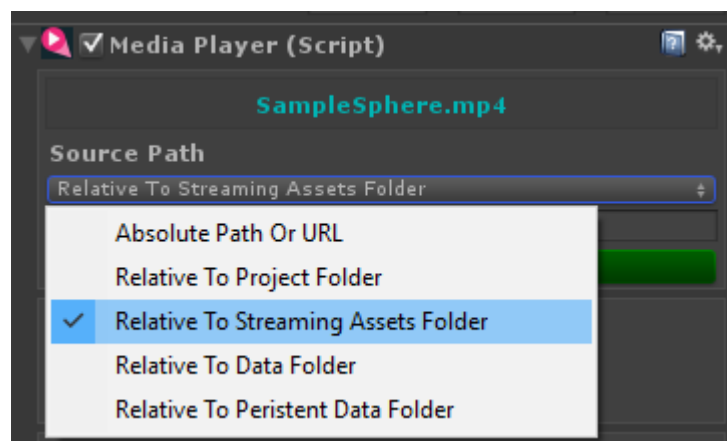 Media Player (Script)
SampleSphere.mp4
Source Path
Relative To Streaming Assets Folder
Absolute Path Or URL
Relative To Project Folder
Relative To Streaming Assets Folder
Relative To Data Folder
Relative To Peristent Data Folder